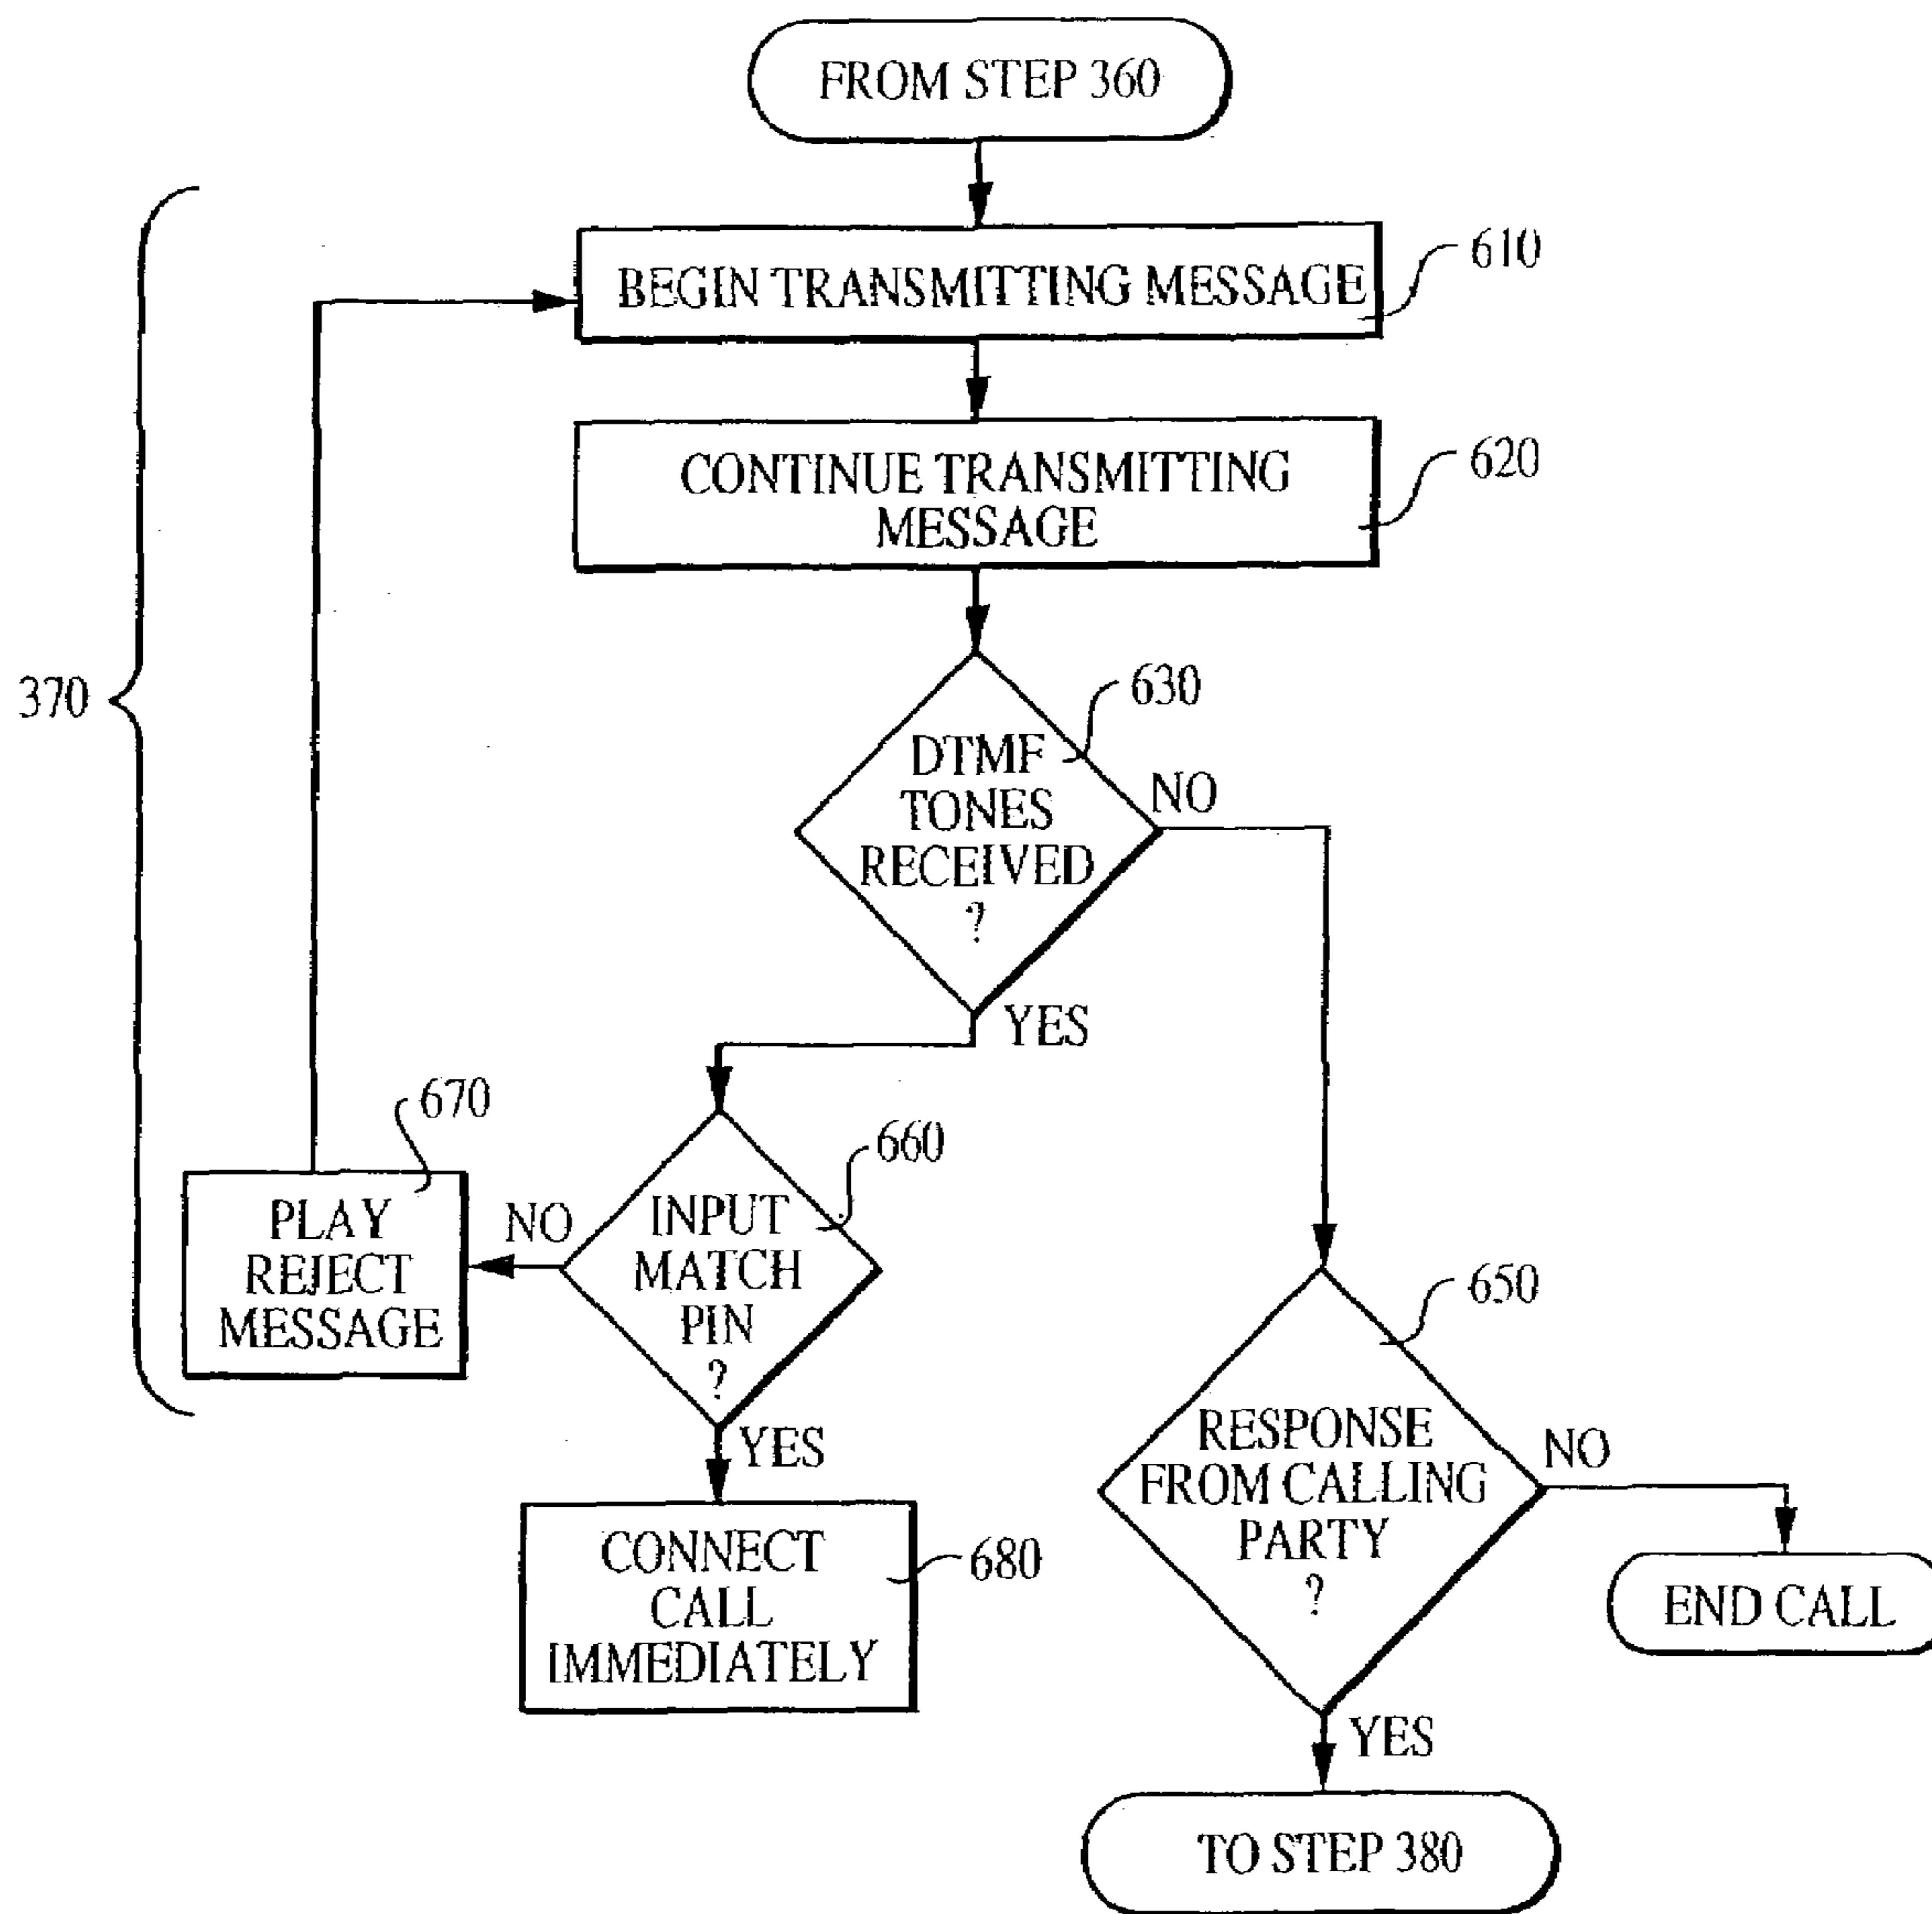 FROM STEP 360
BEGIN TRANSMITTING MESSAGE
610
CONTINUE TRANSMITTING
MESSAGE
620
370
630
DTMF
TONES
RECEIVED
?
NO
YES
670
PLAY
REJECT
MESSAGE
NO
660
INPUT
MATCH
PIN
?
YES
650
RESPONSE
FROM CALLING
PARTY
?
NO
CONNECT
CALL
IMMEDIATELY
680
END CALL
YES
TO STEP 380